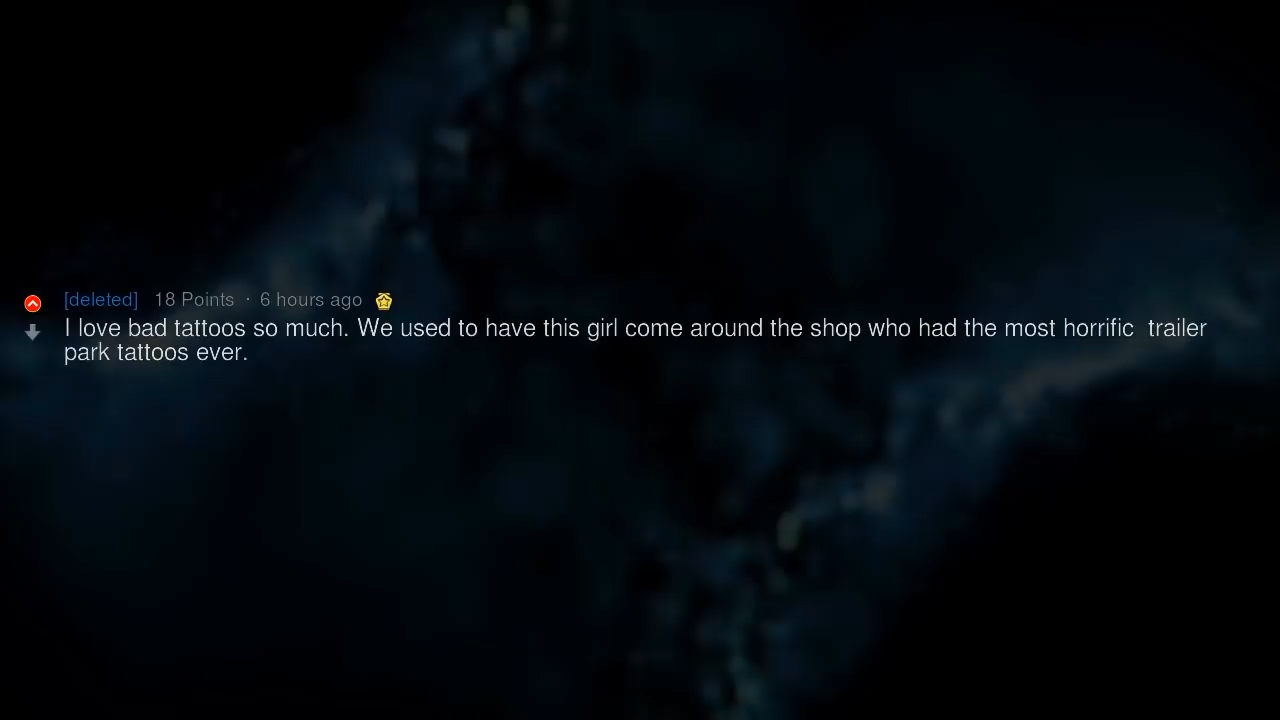 [deleted] 18 Points · 6 hours ago
I love bad tattoos so much. We used to have this girl come around the shop who had the most horrific  trailer
park tattoos ever.